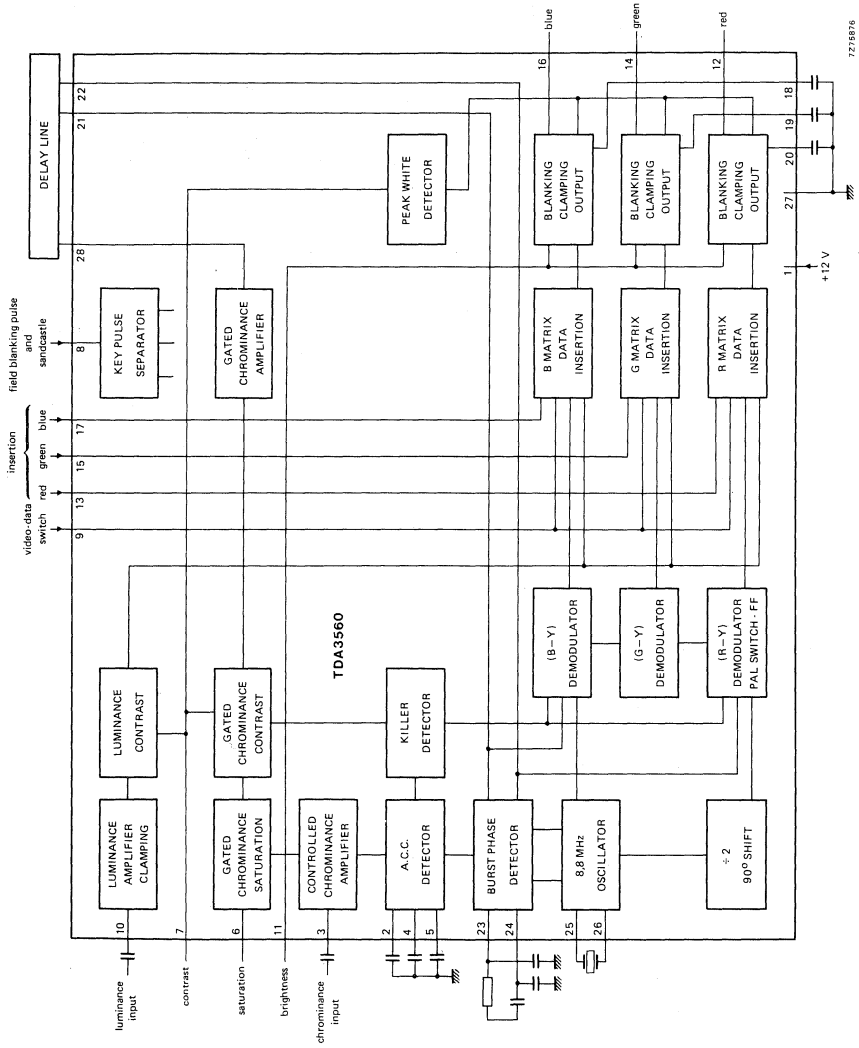 7Z75876
DELAY LINE
blue
green
red
16
14
12
22
21
28
18
19
20
27
1
+12 V
field blanking pulse
and
sandcastle
8
insertion
video-data
switch
red
green
blue
9
13
15
17
KEY PULSE
SEPARATOR
GATED
CHROMINANCE
AMPLIFIER
PEAK WHITE
DETECTOR
BLANKING
CLAMPING
OUTPUT
BLANKING
CLAMPING
OUTPUT
BLANKING
CLAMPING
OUTPUT
B MATRIX
DATA
INSERTION
G MATRIX
DATA
INSERTION
R MATRIX
DATA
INSERTION
TDA3560
LUMINANCE
CONTRAST
GATED
CHROMINANCE
CONTRAST
KILLER
DETECTOR
(B−Y)
DEMODULATOR
(G−Y)
DEMODULATOR
(R−Y)
DEMODULATOR
PAL SWITCH - FF
LUMINANCE
AMPLIFIER
CLAMPING
GATED
CHROMINANCE
SATURATION
CONTROLLED
CHROMINANCE
AMPLIFIER
A.C.C.
DETECTOR
BURST PHASE
DETECTOR
8,8 MHz
OSCILLATOR
÷ 2
90° SHIFT
10
7
6
11
3
2
4
5
23
24
25
26
luminance
input
contrast
saturation
brightness
chrominance
input